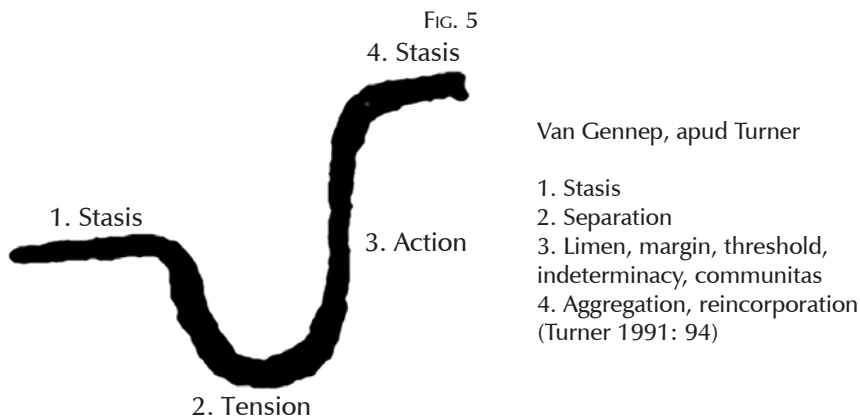 FIG. 5
4. Stasis
1. Stasis
3. Action
2. Tension
Van Gennep, apud Turner
1. Stasis
2. Separation
3. Limen, margin, threshold,
indeterminacy, communitas
4. Aggregation, reincorporation
(Turner 1991: 94)